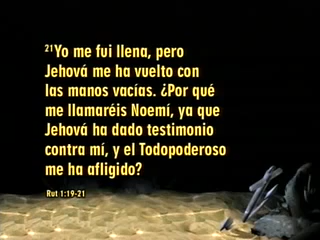 21Yo me fui llena, pero
Jehová me ha vuelto con
las manos vacías. ¿Por qué
me llamaréis Noemí, ya que
Jehová ha dado testimonio
contra mí, y el Todopoderoso
me ha afligido?
Rut 1:19-21